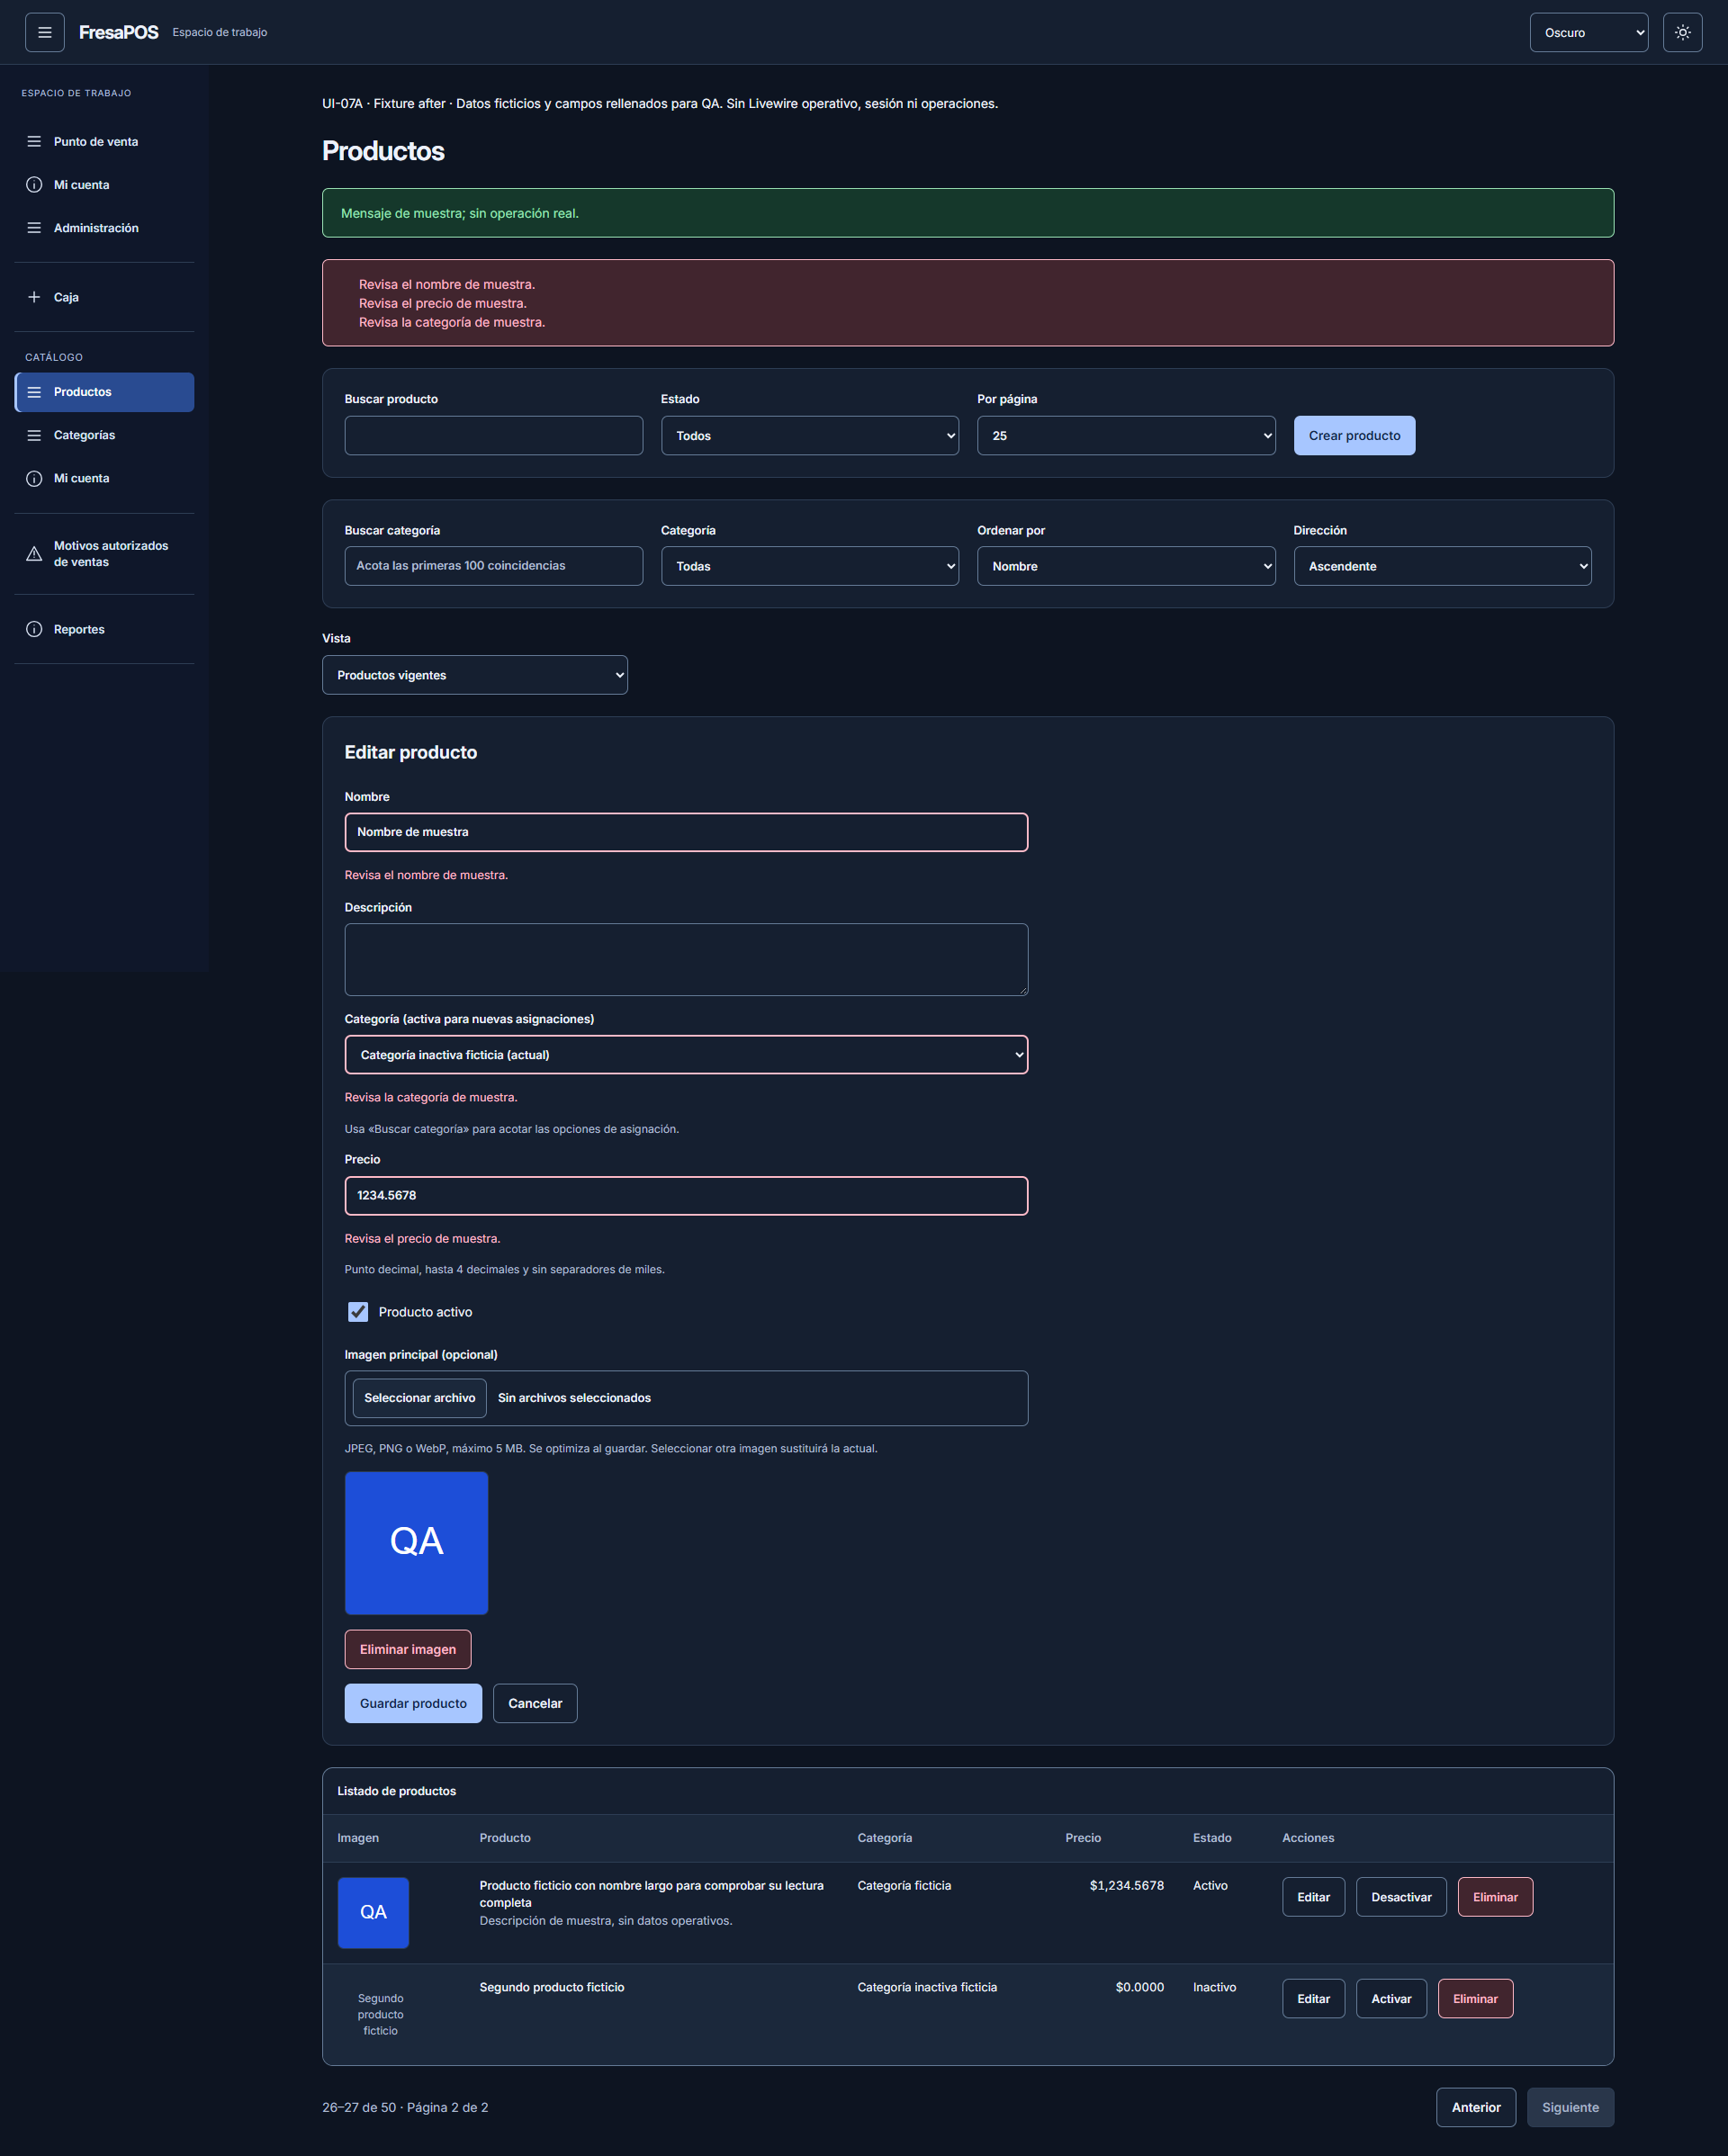 FresaPOS Espacio de trabajo Oscuro
ESPACIO DE TRABAJO
Punto de venta
Mi cuenta
Administración
Caja
CATÁLOGO
Productos
Categorías
Mi cuenta
Motivos autorizados
de ventas
Reportes
UI-07A · Fixture after · Datos ficticios y campos rellenados para QA. Sin Livewire operativo, sesión ni operaciones.
Productos
Mensaje de muestra; sin operación real.
Revisa el nombre de muestra.
Revisa el precio de muestra.
Revisa la categoría de muestra.
Buscar producto Estado Por página
Todos 25 Crear producto
Buscar categoría Categoría Ordenar por Dirección
Acota las primeras 100 coincidencias Todas Nombre Ascendente
Vista
Productos vigentes
Editar producto
Nombre
Nombre de muestra
Revisa el nombre de muestra.
Descripción
Categoría (activa para nuevas asignaciones)
Categoría inactiva ficticia (actual)
Revisa la categoría de muestra.
Usa «Buscar categoría» para acotar las opciones de asignación.
Precio
1234.5678
Revisa el precio de muestra.
Punto decimal, hasta 4 decimales y sin separadores de miles.
Producto activo
Imagen principal (opcional)
Seleccionar archivo Sin archivos seleccionados
JPEG, PNG o WebP, máximo 5 MB. Se optimiza al guardar. Seleccionar otra imagen sustituirá la actual.
QA
Eliminar imagen
Guardar producto Cancelar
Listado de productos
Imagen Producto Categoría Precio Estado Acciones
QA
Producto ficticio con nombre largo para comprobar su lectura
completa
Descripción de muestra, sin datos operativos.
Categoría ficticia $1,234.5678 Activo Editar Desactivar Eliminar
Segundo
producto
ficticio
Segundo producto ficticio Categoría inactiva ficticia $0.0000 Inactivo Editar Activar Eliminar
26–27 de 50 · Página 2 de 2 Anterior Siguiente